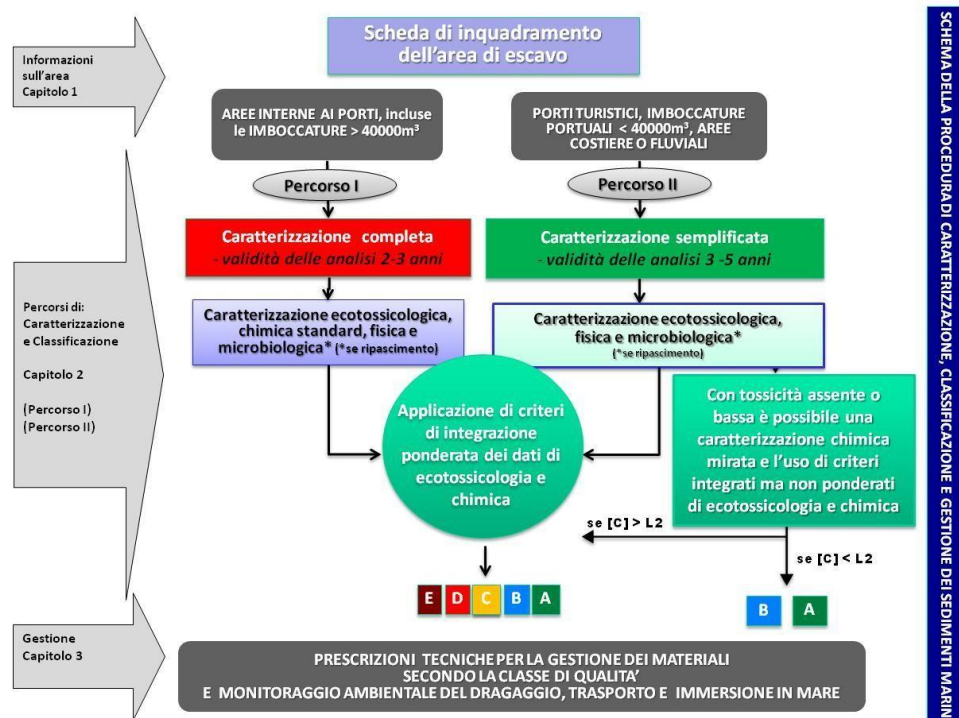 Scheda di inquadramento
dell'area di escavo
Informazioni
sull'area
Capitolo 1
AREE INTERNE AI PORTI, incluse
le IMBOCCATURE > 40000m³
PORTI TURISTICI, IMBOCCATURE
PORTUALI < 40000m³, AREE
COSTIERE O FLUVIALI
Percorso I
Percorso II
Caratterizzazione completa
- validità delle analisi 2-3 anni
Caratterizzazione semplificata
- validità delle analisi 3 -5 anni
Percorsi di:
Caratterizzazione
e Classificazione
Capitolo 2
(Percorso I)
(Percorso II)
Caratterizzazione ecotossicologica,
chimica standard, fisica e
microbiologica* (*se ripascimento)
Caratterizzazione ecotossicologica,
fisica e microbiologica*
(*se ripascimento)
Applicazione di criteri
di integrazione
ponderata dei dati di
ecotossicologia e
chimica
Con tossicità assente o
bassa è possibile una
caratterizzazione chimica
mirata e l'uso di criteri
integrati ma non ponderati
di ecotossicologia e chimica
se [C] > L2
se [C] < L2
E D C B A
B A
Gestione
Capitolo 3
PRESCRIZIONI TECNICHE PER LA GESTIONE DEI MATERIALI
SECONDO LA CLASSE DI QUALITA'
E MONITORAGGIO AMBIENTALE DEL DRAGAGGIO, TRASPORTO E IMMERSIONE IN MARE
SCHEMA DELLA PROCEDURA DI CARATTERIZZAZIONE, CLASSIFICAZIONE E GESTIONE DEI SEDIMENTI MARIN